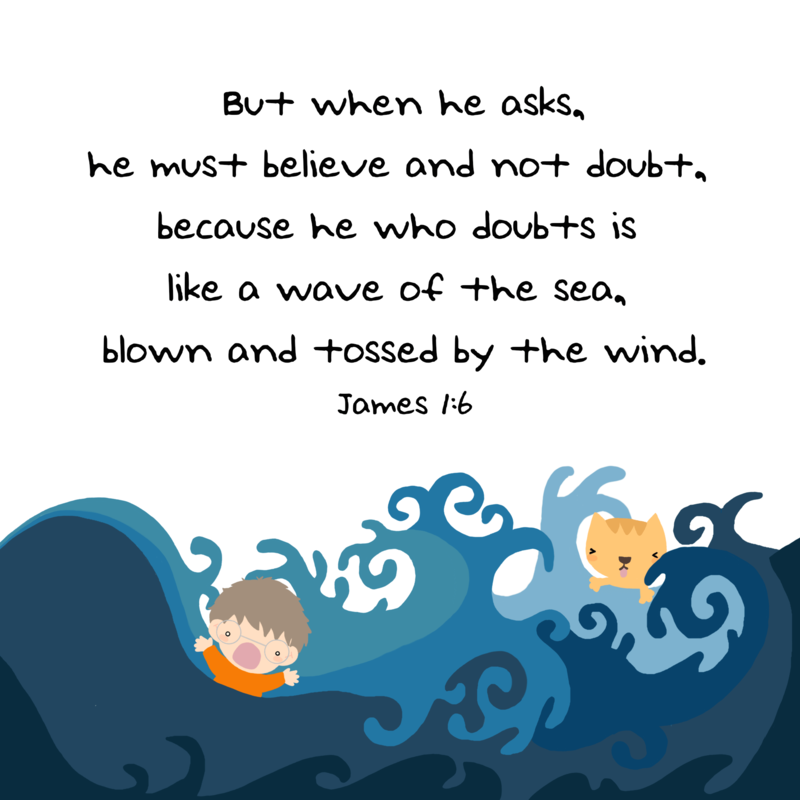 But when he asks,
he must believe and not doubt,
because he who doubts is
like a wave of the sea,
blown and tossed by the wind.
James 1:6